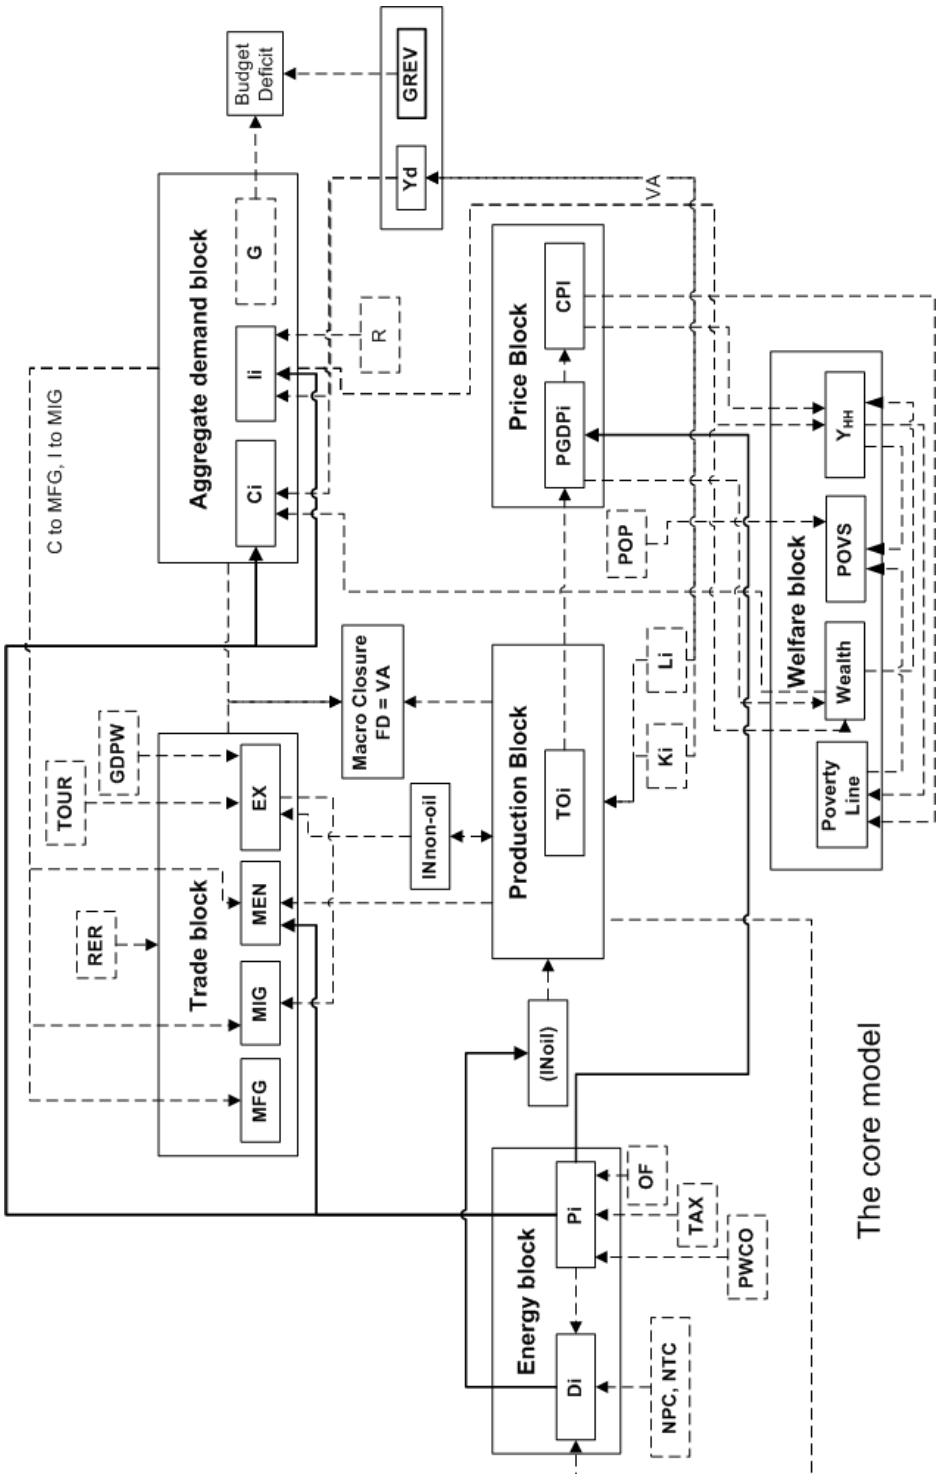 Budget
Deficit
GREV
Yd
Aggregate demand block
G
Ii
Ci
R
VA
C to MFG, I to MIG
Price Block
CPI
PGDPi
POP
Welfare block
YHH
POVS
Wealth
Poverty
Line
Macro Closure
FD = VA
GDPW
TOUR
RER
Trade block
EX
MEN
MIG
MFG
INnon-oil
Production Block
TOi
Li
Ki
(INoil)
Energy block
Pi
Di
OF
TAX
PWCO
NPC, NTC
The core model